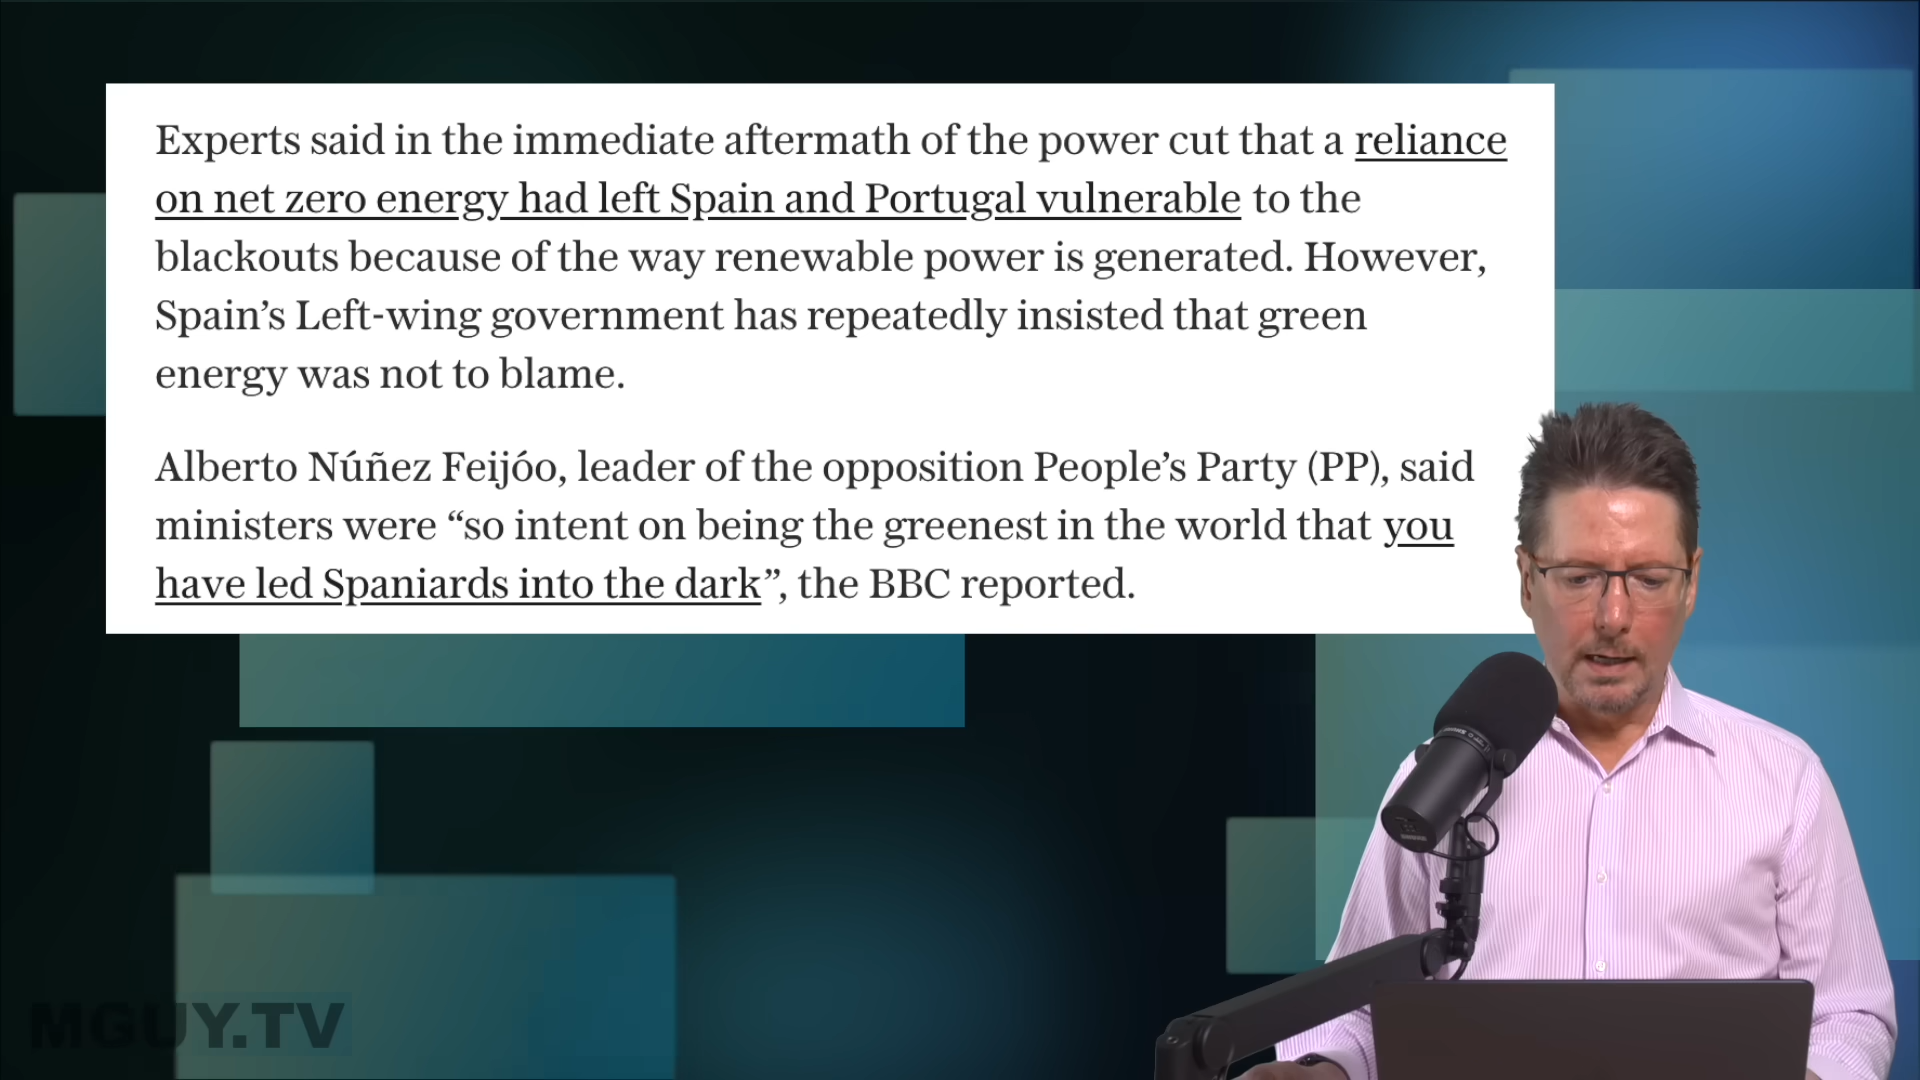 Experts said in the immediate aftermath of the power cut that a reliance
on net zero energy had left Spain and Portugal vulnerable to the
blackouts because of the way renewable power is generated. However,
Spain’s Left-wing government has repeatedly insisted that green
energy was not to blame.
Alberto Núñez Feijóo, leader of the opposition People’s Party (PP), said
ministers were “so intent on being the greenest in the world that you
have led Spaniards into the dark”, the BBC reported.
MGUY.TV